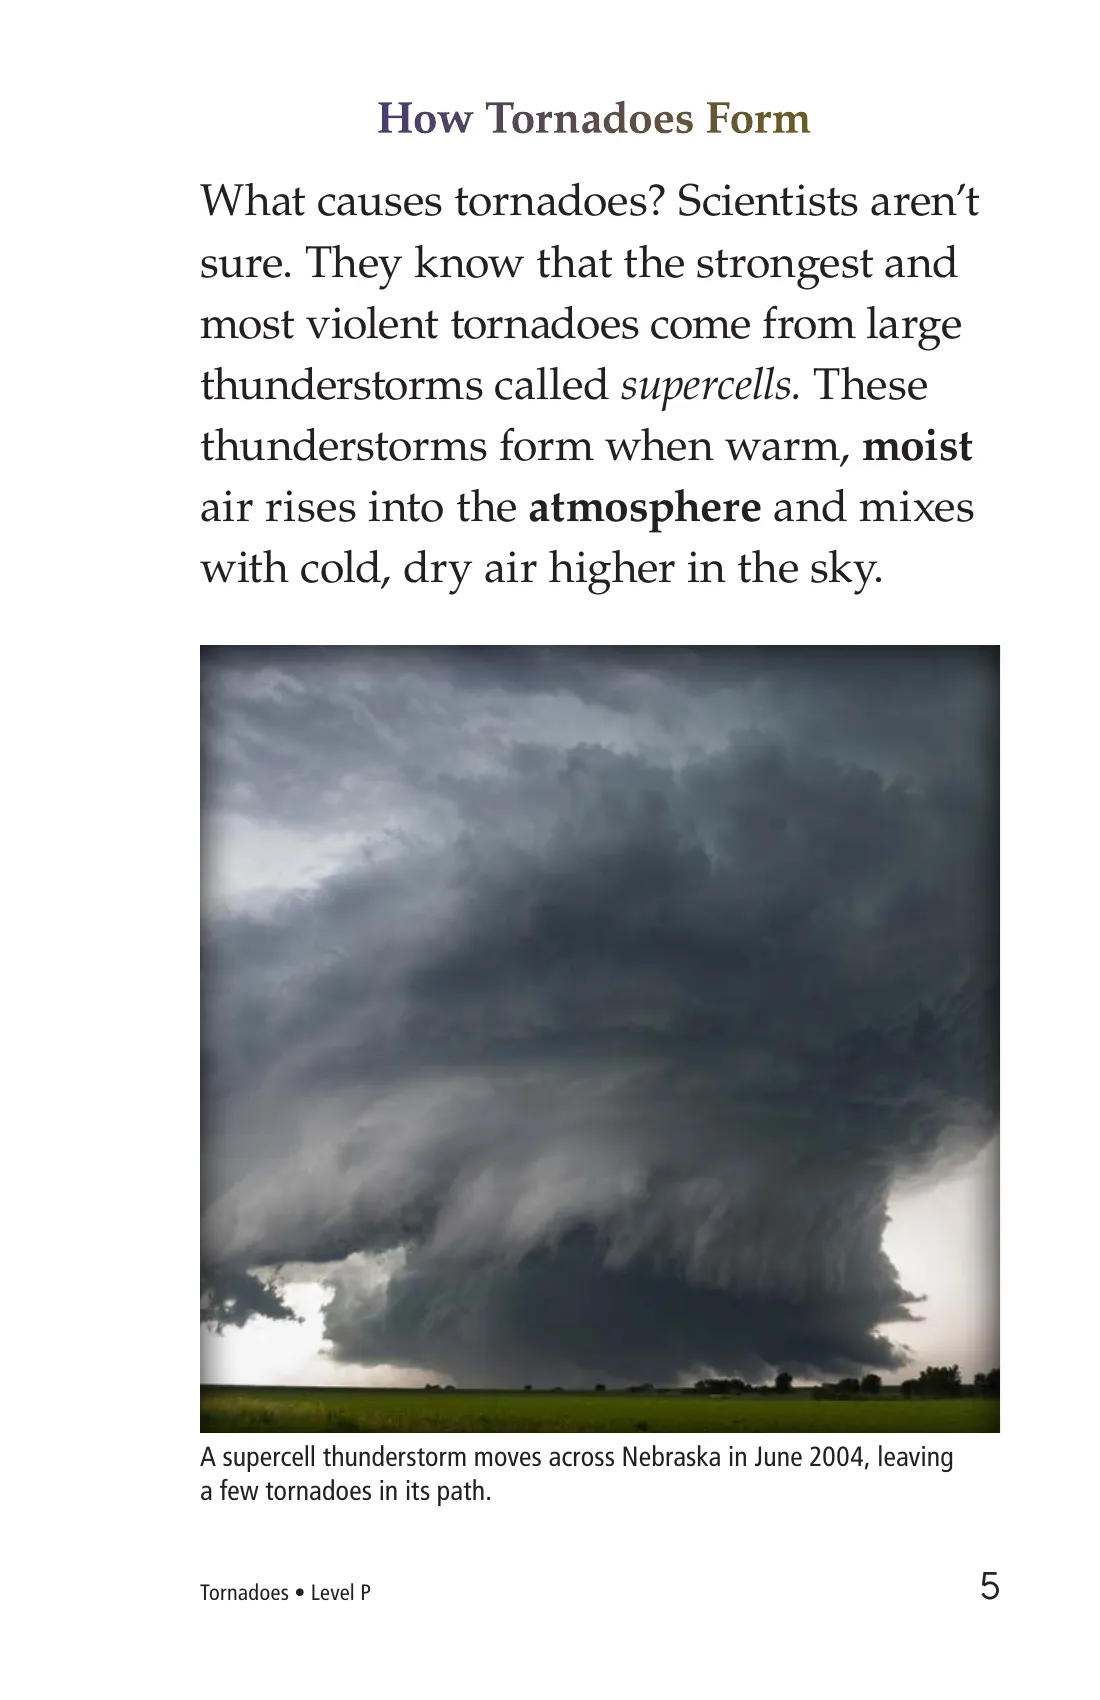 How Tornadoes Form
What causes tornadoes? Scientists aren’t
sure. They know that the strongest and
most violent tornadoes come from large
thunderstorms called supercells. These
thunderstorms form when warm, moist
air rises into the atmosphere and mixes
with cold, dry air higher in the sky.
A supercell thunderstorm moves across Nebraska in June 2004, leaving
a few tornadoes in its path.
Tornadoes • Level P
5